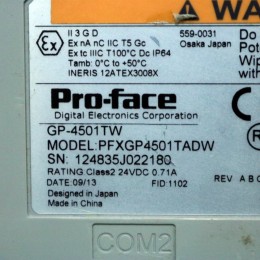 WA
II 3 G D
Ex nA nC IIC T5 Gc
Ex tc IIIC T100°C Dc IP64
Tamb: 0°C to +50°C
INERIS 12ATEX3008X
559-0031
Osaka Japan
Do
Pote
Wip
with
Pro-face
Digital Electronics Corporation
GP-4501TW
MODEL:PFXGP4501TADW
SN: 124835J022180
RATING:Class2 24VDC 0.71A
DATE: 09/13
FID:1102
REV A B C
Designed in Japan
Made in China
COM2